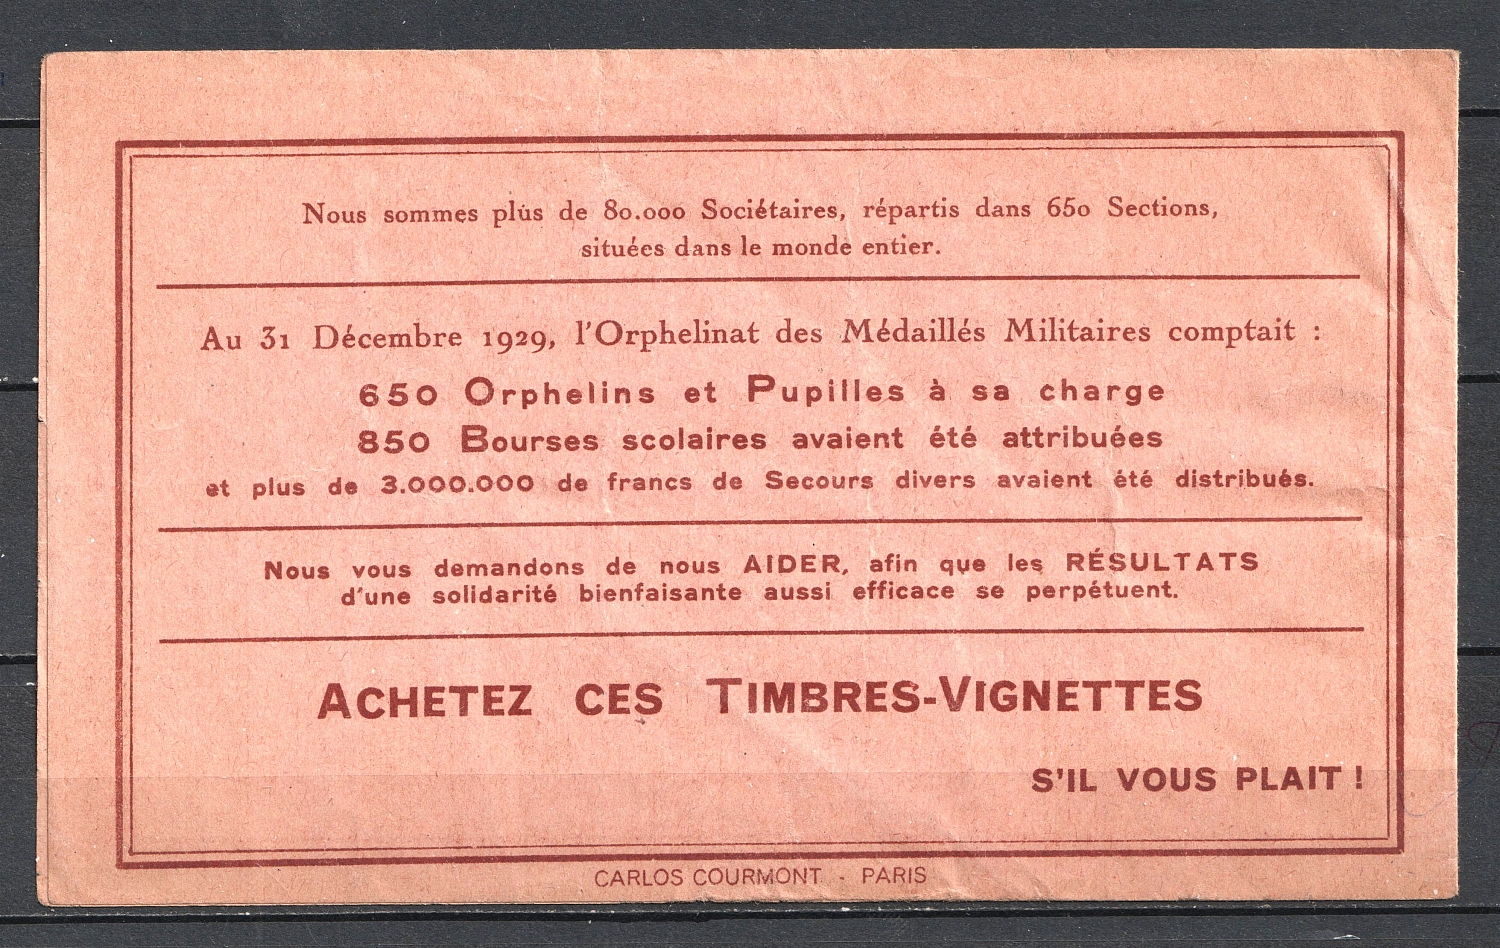 Nous sommes plus de 80.000 Sociétaires, répartis dans 650 Sections,
situées dans le monde entier.
Au 31 Décembre 1929, l'Orphelinat des Médaillés Militaires comptait :
650 Orphelins et Pupilles à sa charge
850 Bourses scolaires avaient été attribuées
et plus de 3.000.000 de francs de Secours divers avaient été distribués.
Nous vous demandons de nous AIDER, afin que les RÉSULTATS
d'une solidarité bienfaisante aussi efficace se perpétuent.
ACHETEZ CES TIMBRES-VIGNETTES
S'IL VOUS PLAIT !
CARLOS COURMONT - PARIS